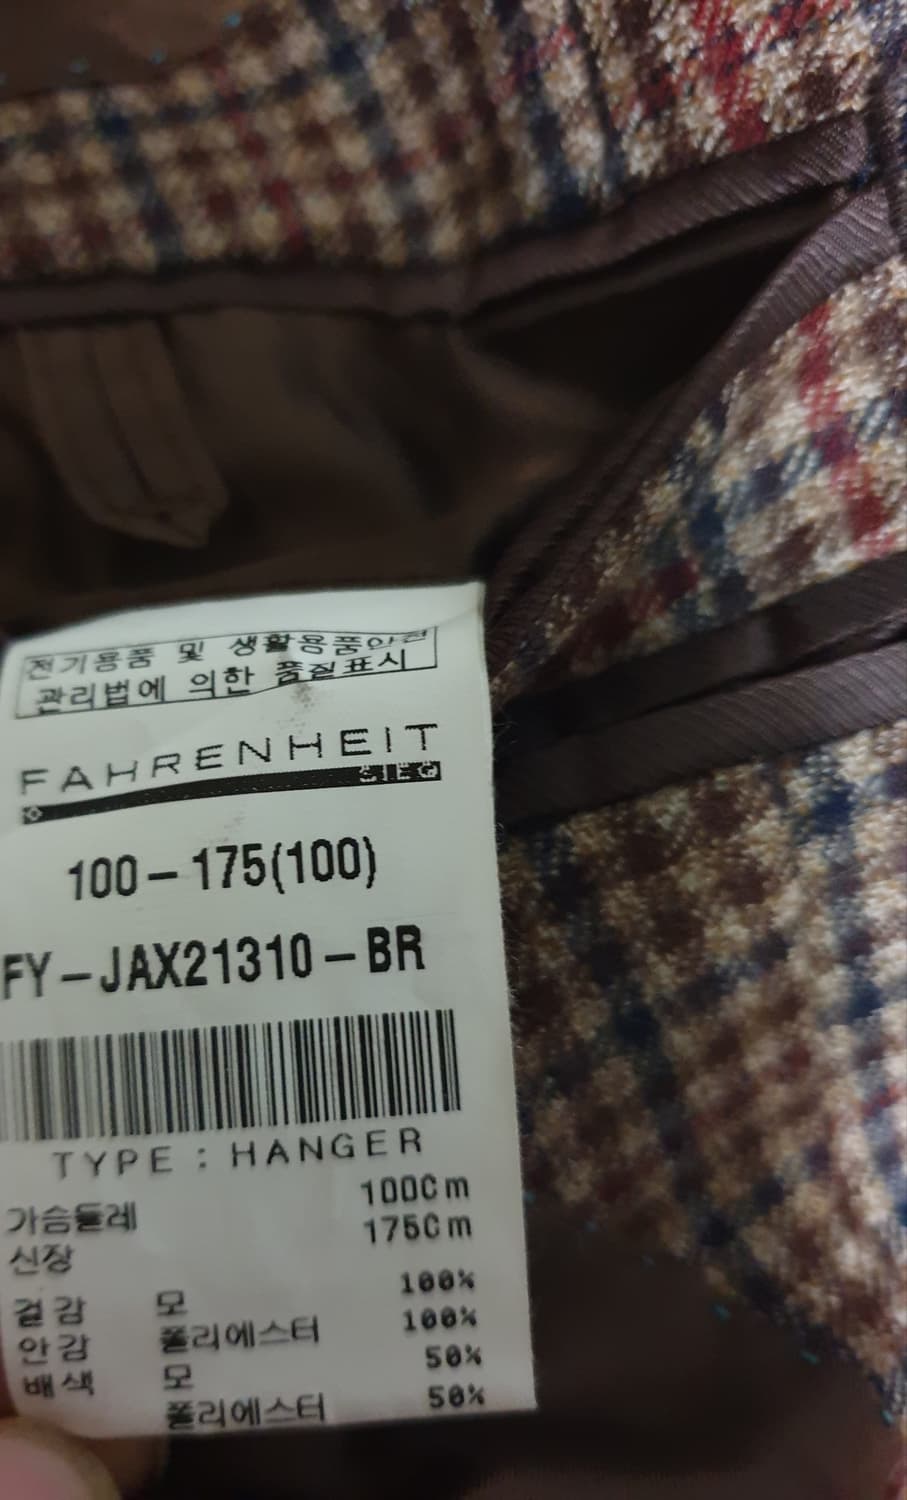 전기용품 및 생활용품안전
관리법에 의한 품질표시
FAHRENHEIT
SIEG
100-175(100)
FY-JAX21310-BR
TYPE : HANGER
가슴둘레 100Cm
신장 175Cm
겉감 모 100%
안감 폴리에스터 100%
배색 모 50%
폴리에스터 50%